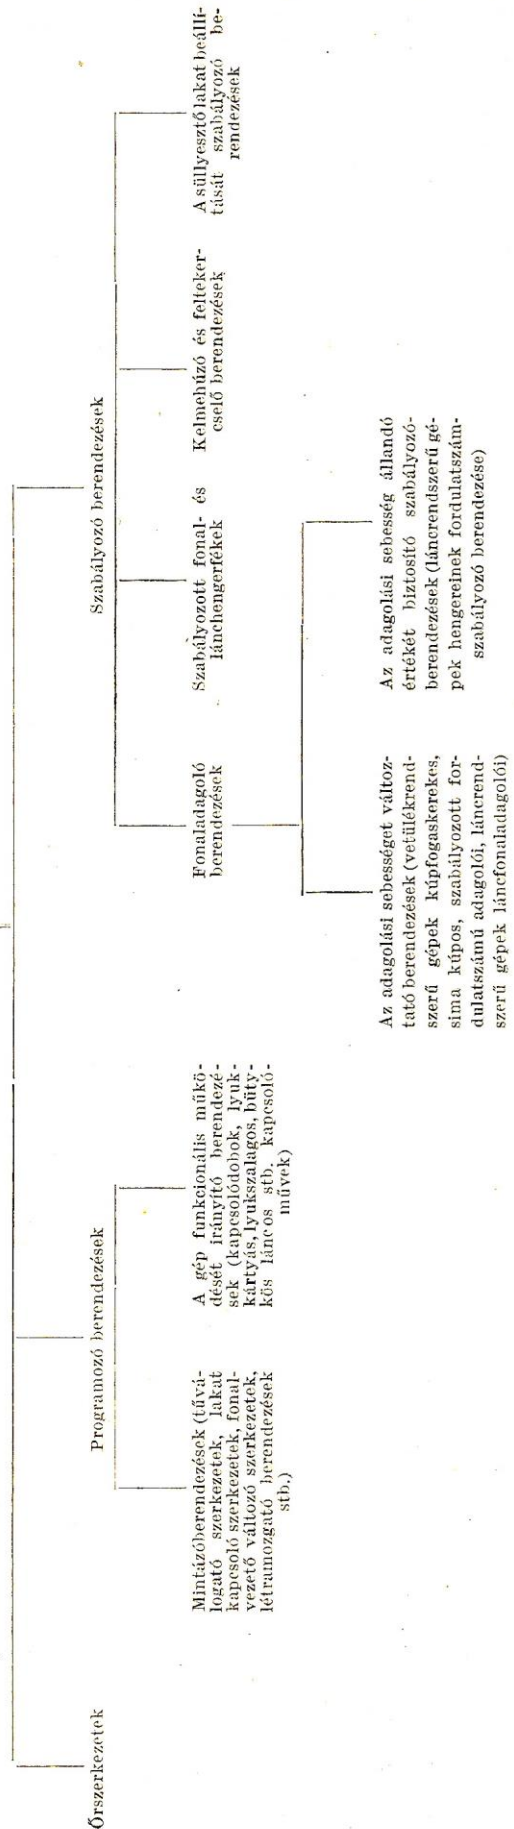 Őrszerkezetek
Programozó berendezések
Szabályozó berendezések
Mintázóberendezések (tűvá-
logató szerkezetek, lakat
kapcsoló szerkezetek, fonal-
vezető változó szerkezetek,
létramozgató berendezések
stb.)
A gép funkcionális műkö-
dését irányító berendezé-
sek (kapcsolódobok, lyuk-
kártyás, lyukszalagos, büty-
kös láncos stb. kapcsoló-
művek)
Fonaladagoló
berendezések
Szabályozott fonal- és
lánchengerfékek
Kelmehúzó és felteker-
cselő berendezések
A süllyesztő lakat beállí-
tását szabályozó be-
rendezések
Az adagolási sebességet változ-
tató berendezések (vetülékrend-
szerű gépek kúpfogaskerekes,
sima kúpos, szabályozott for-
dulatszámú adagolói, láncrend-
szerű gépek láncfonaladagolói)
Az adagolási sebesség állandó
értékét biztosító szabályozó-
berendezések (láncrendszerű gé-
pek hengereinek fordulatszám-
szabályozó berendezése)